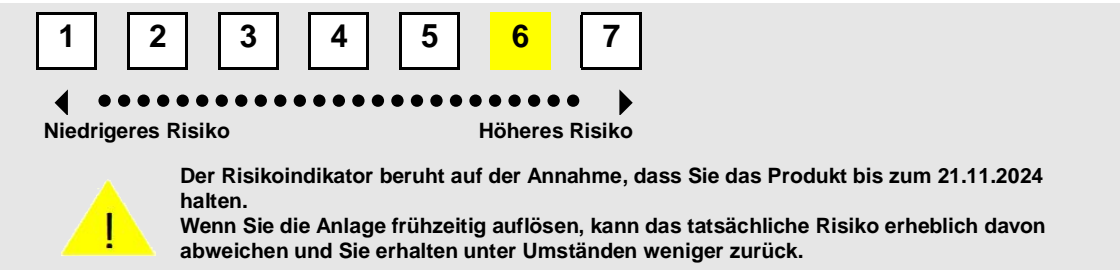 1 2 3 4 5 6 7
Niedrigeres Risiko Höheres Risiko
Der Risikoindikator beruht auf der Annahme, dass Sie das Produkt bis zum 21.11.2024
halten.
Wenn Sie die Anlage frühzeitig auflösen, kann das tatsächliche Risiko erheblich davon
abweichen und Sie erhalten unter Umständen weniger zurück.
!